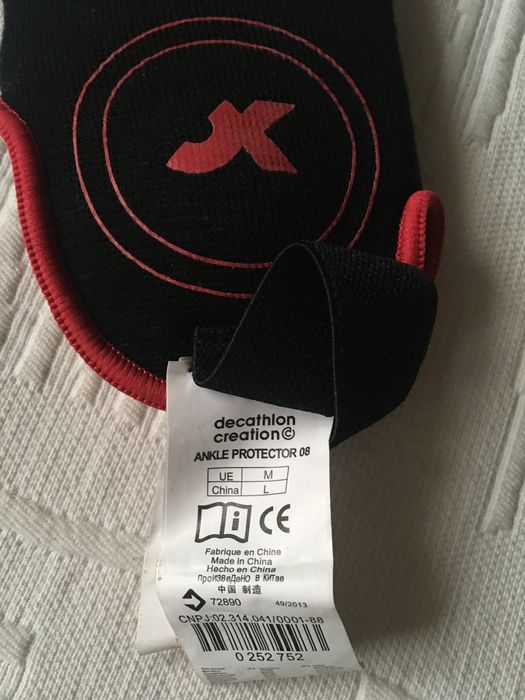 decathlon
creation©
ANKLE PROTECTOR 08
UE M
China L
i CE
Fabrique en Chine
Made in China
Hecho en China
Произведено в Китае
中国 制造
72890 49/2013
CNPJ:02.314.041/0001-88
0 252 752